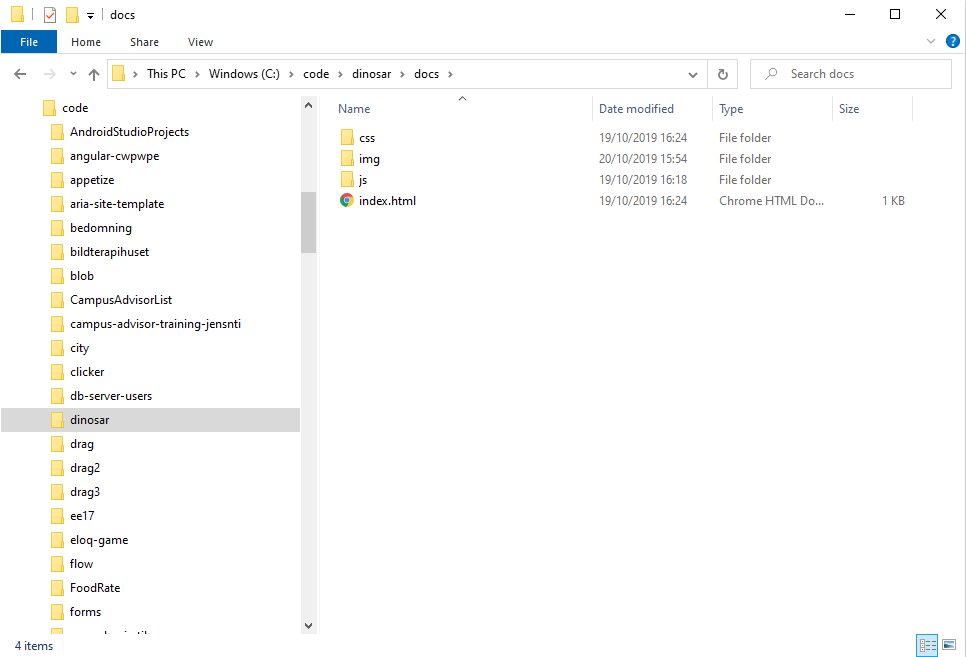 docs
File Home Share View
This PC Windows (C:) code dinosar docs Search docs
code
AndroidStudioProjects
angular-cwpwpe
appetize
aria-site-template
bedomning
bildterapihuset
blob
CampusAdvisorList
campus-advisor-training-jensnti
city
clicker
db-server-users
dinosar
drag
drag2
drag3
ee17
eloq-game
flow
FoodRate
forms
Name Date modified Type Size
css 19/10/2019 16:24 File folder
img 20/10/2019 15:54 File folder
js 19/10/2019 16:18 File folder
index.html 19/10/2019 16:24 Chrome HTML Do... 1 KB
4 items